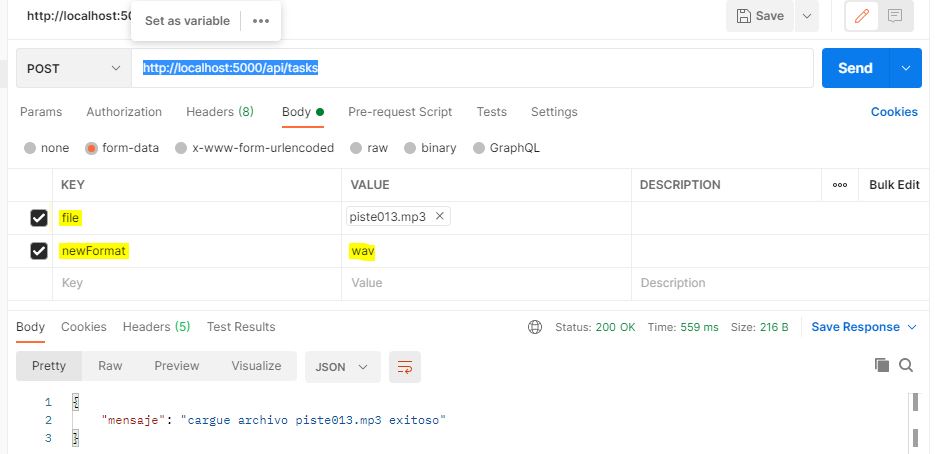 http://localhost:50
Set as variable
Save
POST http://localhost:5000/api/tasks Send
Params Authorization Headers (8) Body Pre-request Script Tests Settings Cookies
none form-data x-www-form-urlencoded raw binary GraphQL
KEY VALUE DESCRIPTION Bulk Edit
file piste013.mp3
newFormat wav
Key Value Description
Body Cookies Headers (5) Test Results Status: 200 OK Time: 559 ms Size: 216 B Save Response
Pretty Raw Preview Visualize JSON
1 {
2 "mensaje": "cargue archivo piste013.mp3 exitoso"
3 }